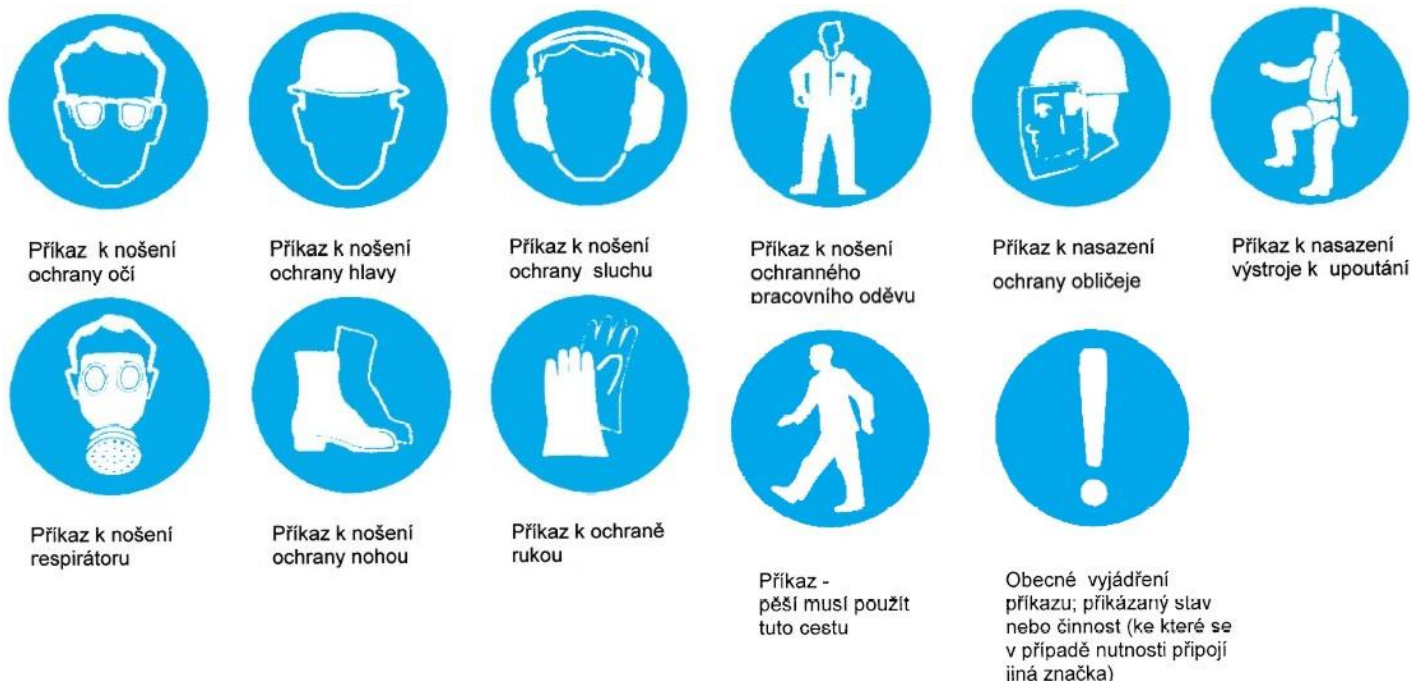 Příkaz k nošení
ochrany očí
Příkaz k nošení
ochrany hlavy
Příkaz k nošení
ochrany sluchu
Příkaz k nošení
ochranného
pracovního oděvu
Příkaz k nasazení
ochrany obličeje
Příkaz k nasazení
výstroje k upoutání
Příkaz k nošení
respirátoru
Příkaz k nošení
ochrany nohou
Příkaz k ochraně
rukou
Příkaz -
pěší musí použít
tuto cestu
Obecné vyjádření
příkazu; přikázaný stav
nebo činnost (ke které se
v případě nutnosti připojí
jiná značka)